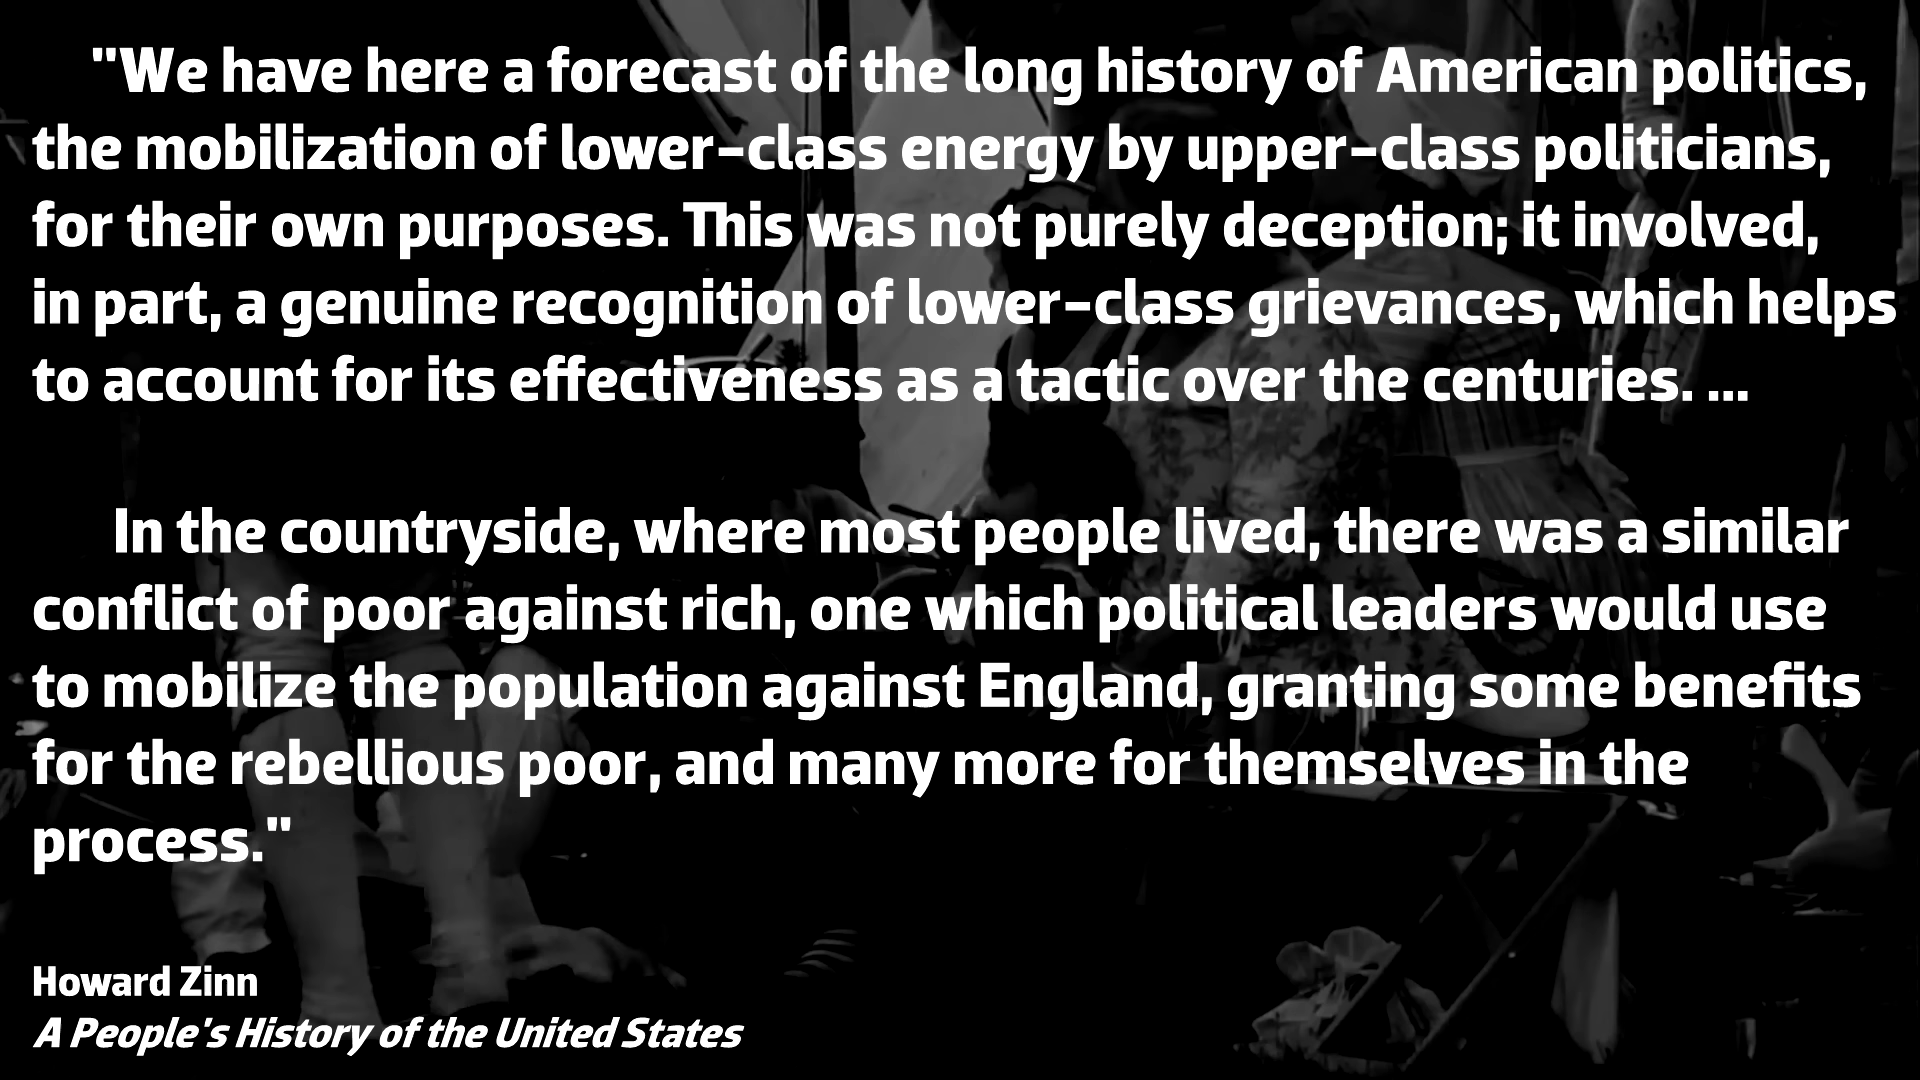 "We have here a forecast of the long history of American politics,
the mobilization of lower-class energy by upper-class politicians,
for their own purposes. This was not purely deception; it involved,
in part, a genuine recognition of lower-class grievances, which helps
to account for its effectiveness as a tactic over the centuries. ...
In the countryside, where most people lived, there was a similar
conflict of poor against rich, one which political leaders would use
to mobilize the population against England, granting some benefits
for the rebellious poor, and many more for themselves in the
process."
Howard Zinn
A People's History of the United States